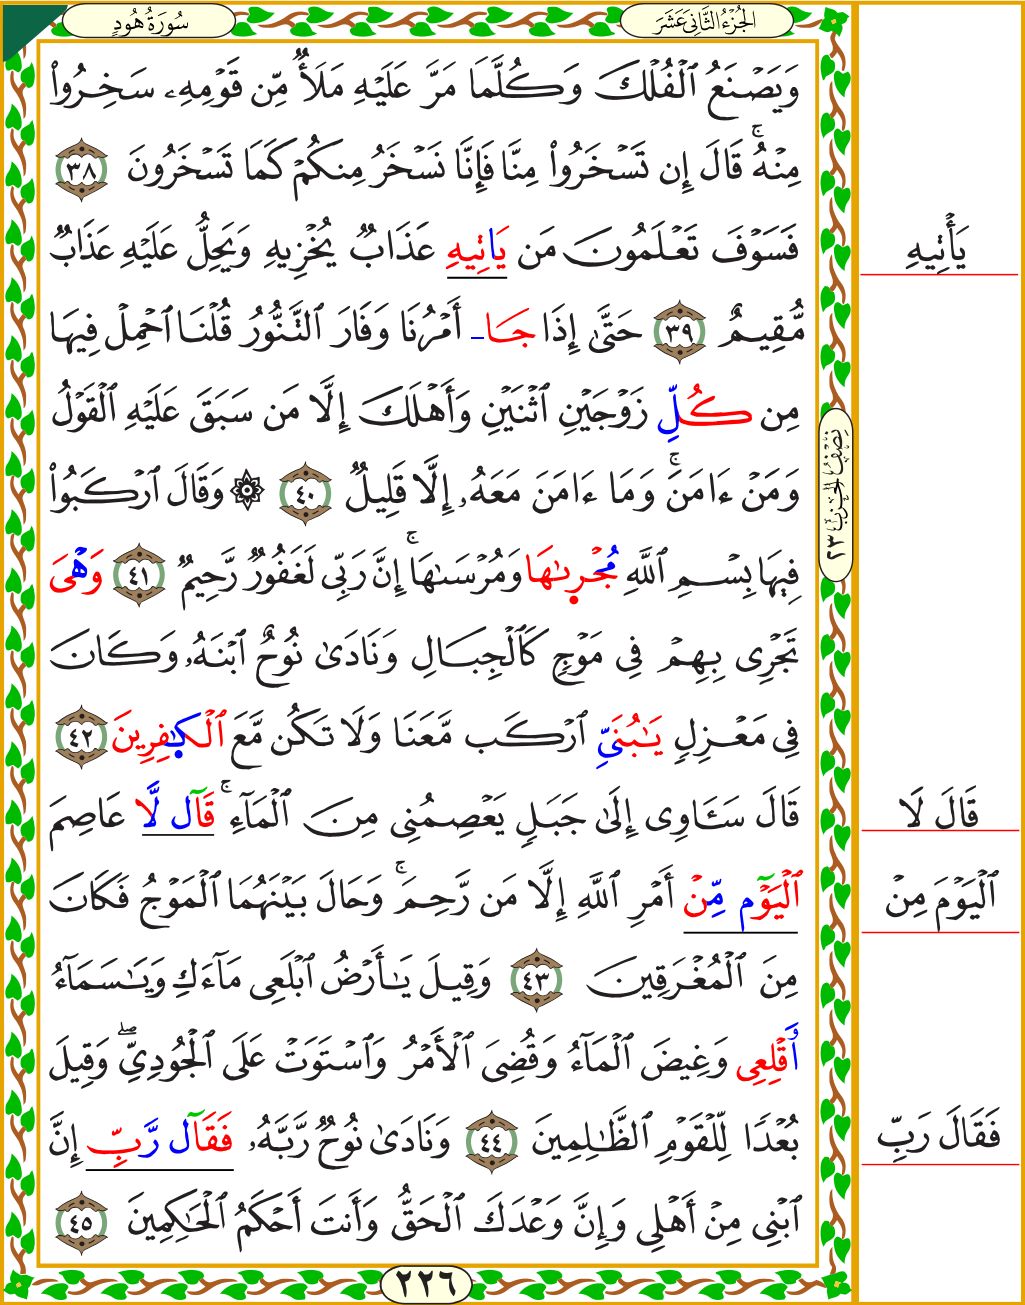 الجُزْءُ الثَّانِي عَشَرَ
سُورَةُ هُودٍ
وَيَصْنَعُ ٱلْفُلْكَ وَكُلَّمَا مَرَّ عَلَيْهِ مَلَأٌ مِّن قَوْمِهِۦ سَخِرُوا۟
مِنْهُ ۚ قَالَ إِن تَسْخَرُوا۟ مِنَّا فَإِنَّا نَسْخَرُ مِنكُمْ كَمَا تَسْخَرُونَ ٣٨
فَسَوْفَ تَعْلَمُونَ مَن يَاتِيهِ عَذَابٌ يُخْزِيهِ وَيَحِلُّ عَلَيْهِ عَذَابٌ
يَأْتِيهِ
مُّقِيمٌ ٣٩ حَتَّىٰ إِذَا جَا أَمْرُنَا وَفَارَ ٱلتَّنُّورُ قُلْنَا ٱحْمِلْ فِيهَا
مِن كُلِّ زَوْجَيْنِ ٱثْنَيْنِ وَأَهْلَكَ إِلَّا مَن سَبَقَ عَلَيْهِ ٱلْقَوْلُ
وَمَنْ ءَامَنَ ۚ وَمَا ءَامَنَ مَعَهُۥ إِلَّا قَلِيلٌ ٤٠ ۞ وَقَالَ ٱرْكَبُوا۟
نِصْفُ الحِزْبِ ٢٣
فِيهَا بِسْمِ ٱللَّهِ مُجْرىٰهَا وَمُرْسَىٰهَا ۚ إِنَّ رَبِّى لَغَفُورٌ رَّحِيمٌ ٤١ وَهْىَ
تَجْرِى بِهِمْ فِى مَوْجٍ كَٱلْجِبَالِ وَنَادَىٰ نُوحٌ ٱبْنَهُۥ وَكَانَ
فِى مَعْزِلٍ يَٰبُنَىِّ ٱرْكَب مَّعَنَا وَلَا تَكُن مَّعَ ٱلْكٰفِرِينَ ٤٢
قَالَ سَـَٔاوِى إِلَىٰ جَبَلٍ يَعْصِمُنِى مِنَ ٱلْمَآءِ ۚ قَآل لَّا عَاصِمَ
قَالَ لَا
ٱلْيَوْٓم مِّنْ أَمْرِ ٱللَّهِ إِلَّا مَن رَّحِمَ ۚ وَحَالَ بَيْنَهُمَا ٱلْمَوْجُ فَكَانَ
ٱلْيَوْمَ مِنْ
مِنَ ٱلْمُغْرَقِينَ ٤٣ وَقِيلَ يَٰٓأَرْضُ ٱبْلَعِى مَآءَكِ وَيَٰسَمَآءُ
وَقْلِعِى وَغِيضَ ٱلْمَآءُ وَقُضِىَ ٱلْأَمْرُ وَٱسْتَوَتْ عَلَى ٱلْجُودِىِّ ۖ وَقِيلَ
بُعْدًا لِّلْقَوْمِ ٱلظَّٰلِمِينَ ٤٤ وَنَادَىٰ نُوحٌ رَّبَّهُۥ فَقَآل رَّبِّ إِنَّ
فَقَالَ رَبِّ
ٱبْنِى مِنْ أَهْلِى وَإِنَّ وَعْدَكَ ٱلْحَقُّ وَأَنتَ أَحْكَمُ ٱلْحَٰكِمِينَ ٤٥
٢٢٦